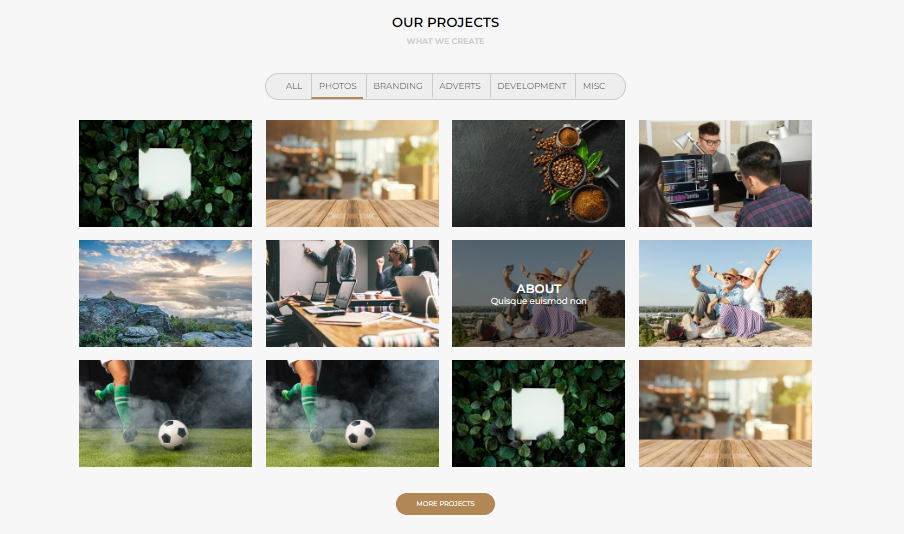 OUR PROJECTS
WHAT WE CREATE
ALL
PHOTOS
BRANDING
ADVERTS
DEVELOPMENT
MISC
ABOUT
Quisque euismod non
MORE PROJECTS